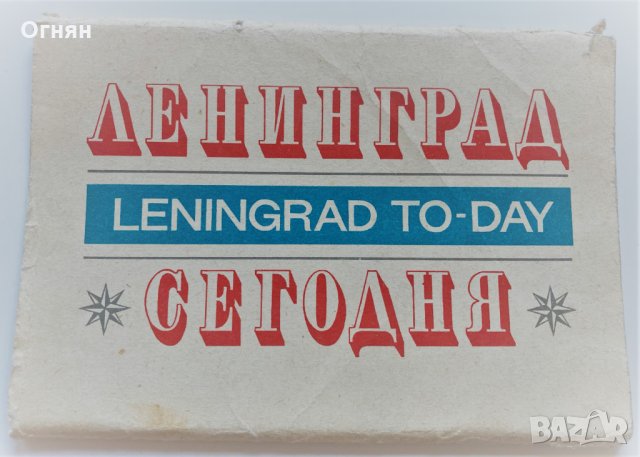 Огнян
ЛЕНИНГРАД
LENINGRAD TO-DAY
СЕГОДНЯ
BAZAR